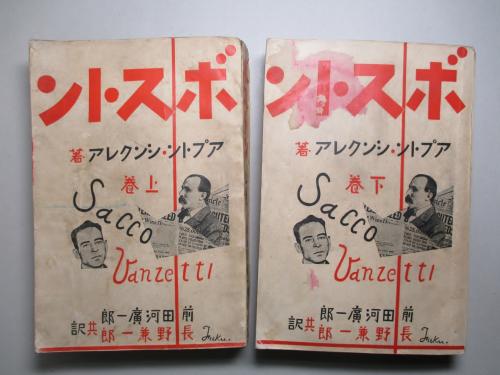 ボストン
アプトン・シンクレア著
上巻
Sacco
Vanzetti
前田河廣一郎
長野兼一郎
共訳
ボストン
アプトン・シンクレア著
下巻
Sacco
Vanzetti
前田河廣一郎
長野兼一郎
共訳